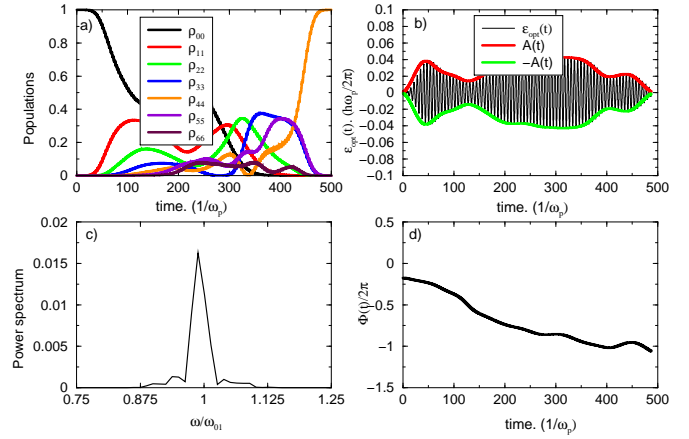 a)
1
0.8
0.6
0.4
0.2
0
Populations
ρ00
ρ11
ρ22
ρ33
ρ44
ρ55
ρ66
0 100 200 300 400 500
time. (1/ωp)
b)
0.1
0.08
0.06
0.04
0.02
0
−0.02
−0.04
−0.06
−0.08
−0.1
εopt(t). (ħωp/2π)
εopt(t)
A(t)
−A(t)
0 100 200 300 400 500
time. (1/ωp)
c)
0.02
0.015
0.01
0.005
0
Power spectrum
0.75 0.875 1 1.125 1.25
ω/ω01
d)
0.5
0
−0.5
−1
−1.5
Φ(t)/2π
0 100 200 300 400 500
time. (1/ωp)